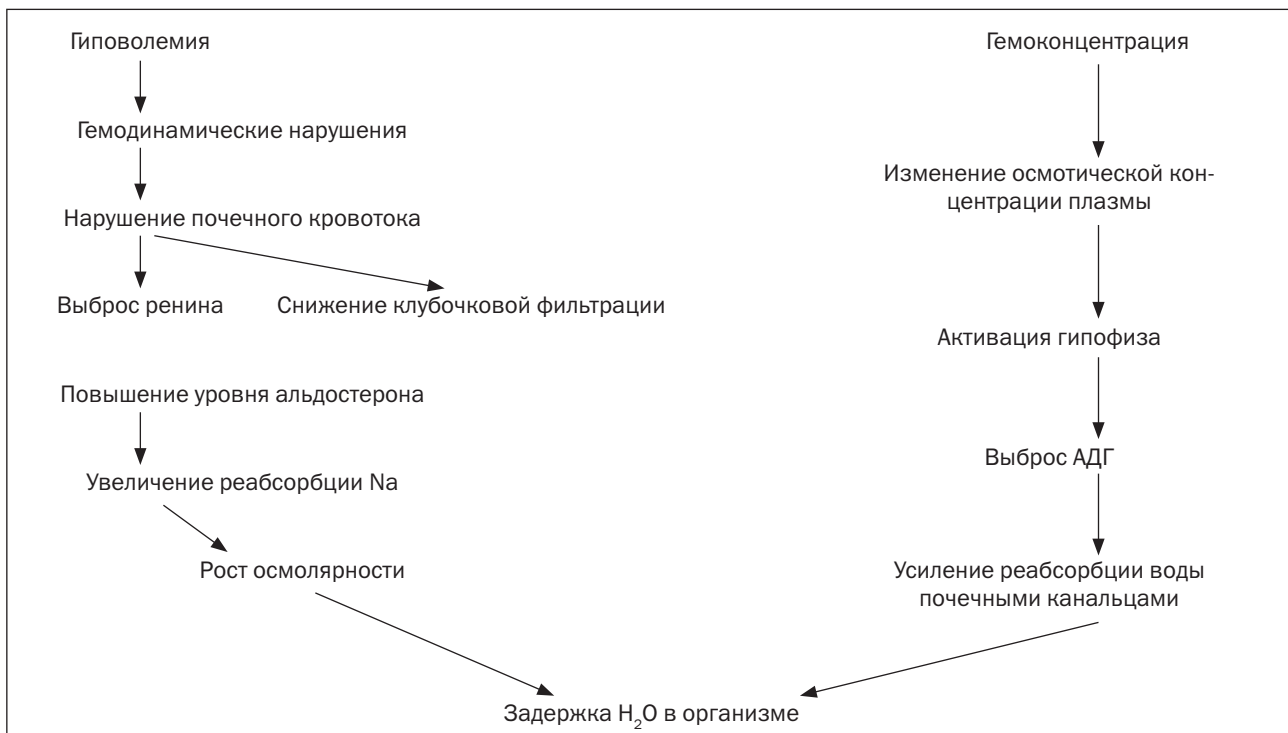 Гиповолемия
Гемодинамические нарушения
Нарушение почечного кровотока
Выброс ренина
Снижение клубочковой фильтрации
Повышение уровня альдостерона
Увеличение реабсорбции Na
Рост осмолярности
Гемоконцентрация
Изменение осмотической кон-
центрации плазмы
Активация гипофиза
Выброс АДГ
Усиление реабсорбции воды
почечными канальцами
Задержка H₂O в организме